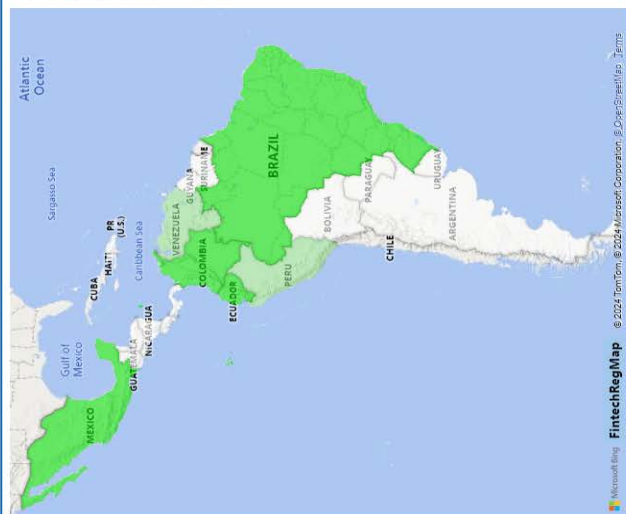 Atlantic
Ocean
Sargasso Sea
Gulf of
Mexico
MEXICO
CUBA
HAITI
PR
(U.S.)
Caribbean Sea
GUATEMALA
NICARAGUA
VENEZUELA
GUYANA
SURINAME
COLOMBIA
ECUADOR
PERU
BRAZIL
BOLIVIA
PARAGUAY
CHILE
URUGUAY
ARGENTINA
Microsoft Bing
FintechRegMap
© 2024 TomTom, © 2024 Microsoft Corporation, © OpenStreetMap Terms